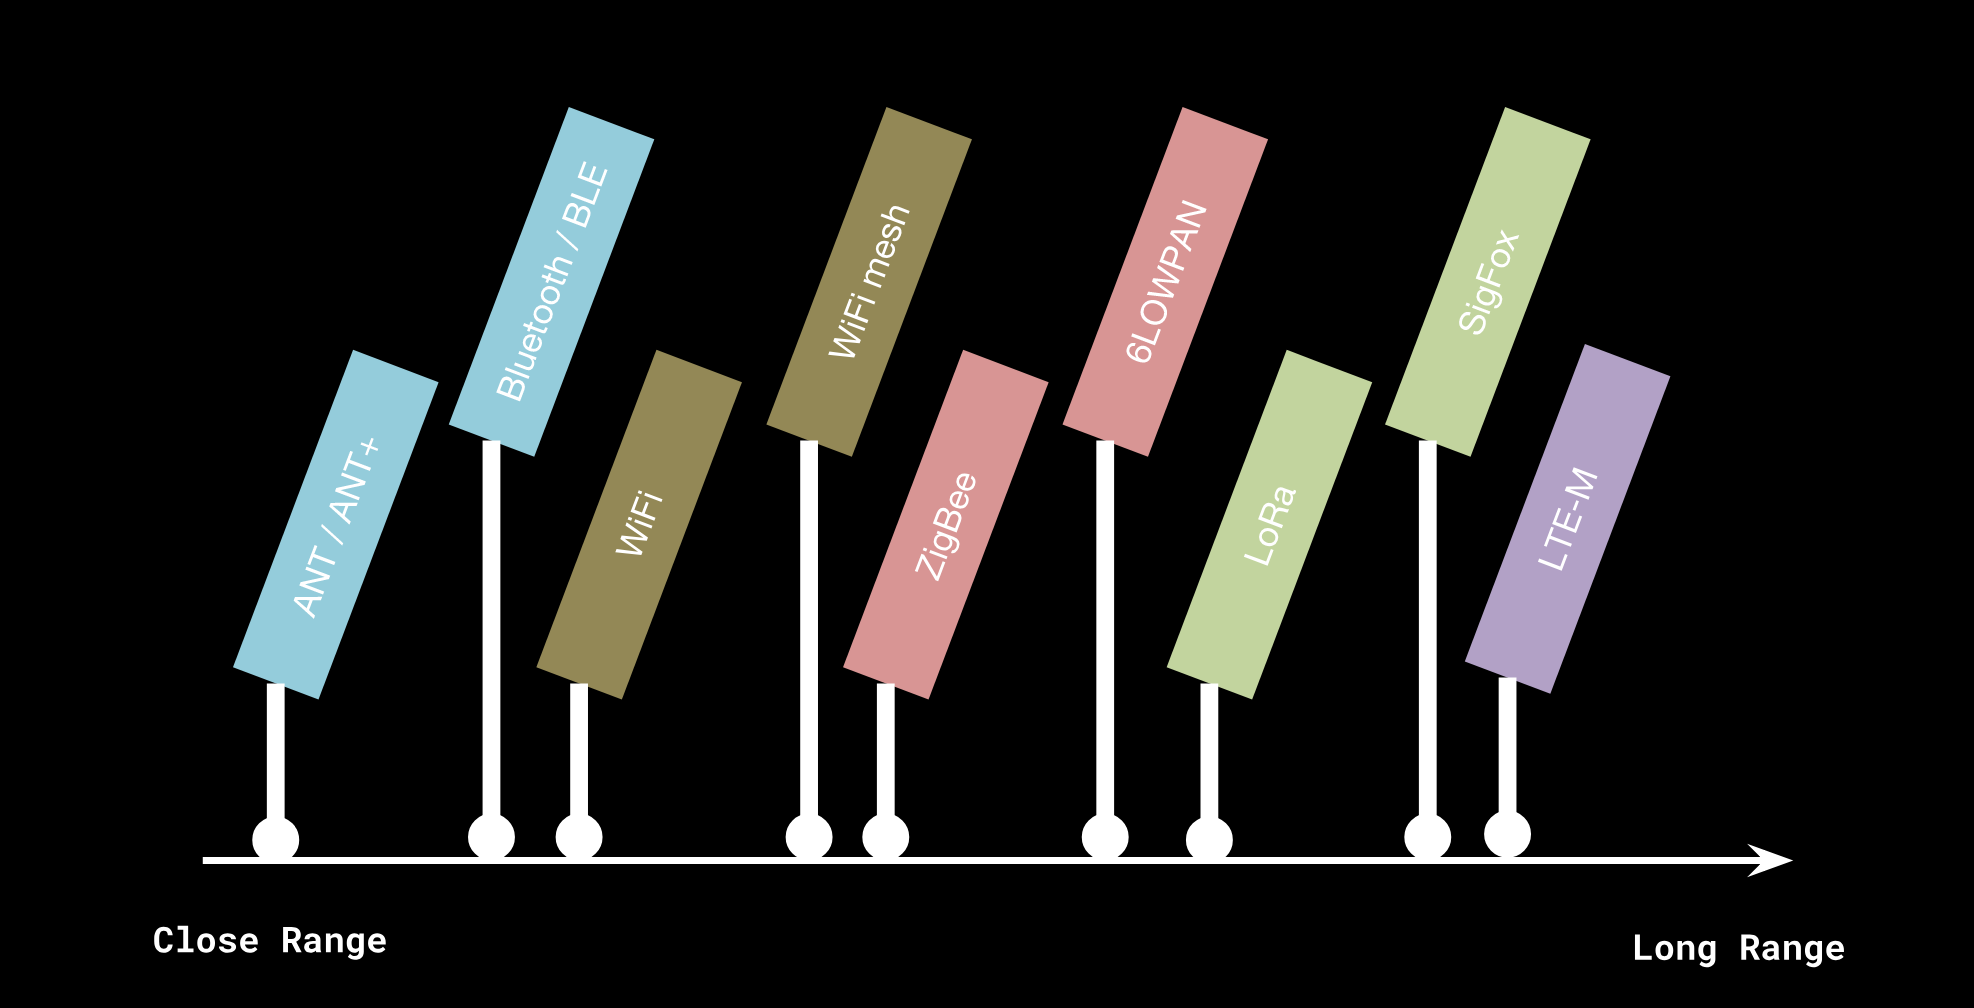 ANT / ANT+
Bluetooth / BLE
WiFi
WiFi mesh
ZigBee
6LOWPAN
LoRa
SigFox
LTE-M
Close Range
Long Range